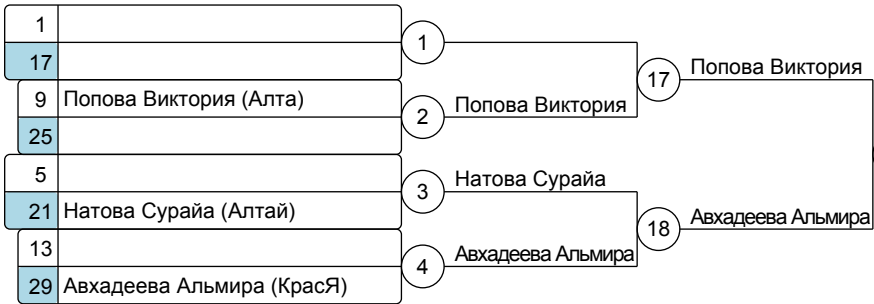 1
17
1
9 Попова Виктория (Алта)
25
2
Попова Виктория
17
Попова Виктория
5
21 Натова Сурайа (Алтай)
3
Натова Сурайа
13
29 Авхадеева Альмира (КрасЯ)
4
Авхадеева Альмира
18
Авхадеева Альмира